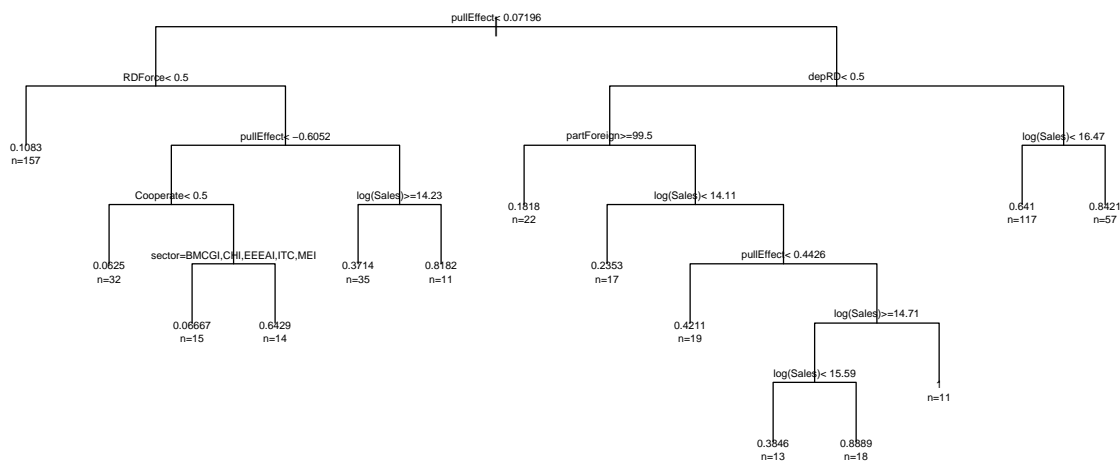 pullEffect< 0.07196
RDForce< 0.5
depRD< 0.5
0.1083
n=157
pullEffect< −0.6052
partForeign>=99.5
log(Sales)< 16.47
Cooperate< 0.5
log(Sales)>=14.23
0.1818
n=22
log(Sales)< 14.11
0.641
n=117
0.8421
n=57
0.0625
n=32
sector=BMCGI,CHI,EEEAI,ITC,MEI
0.3714
n=35
0.8182
n=11
0.2353
n=17
pullEffect< 0.4426
0.06667
n=15
0.6429
n=14
0.4211
n=19
log(Sales)>=14.71
log(Sales)< 15.59
1
n=11
0.3846
n=13
0.8889
n=18